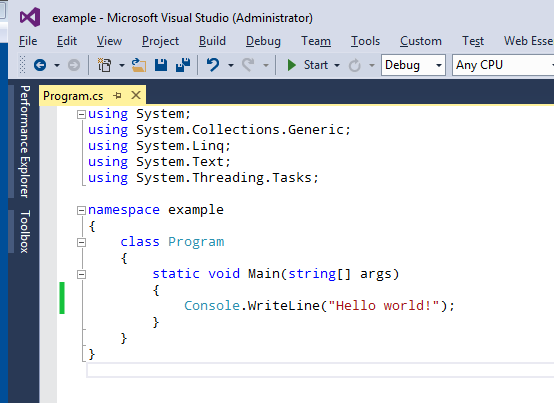 example - Microsoft Visual Studio (Administrator)
File Edit View Project Build Debug Team Tools Custom Test Web Esse
Start Debug Any CPU
Performance Explorer
Toolbox
Program.cs
using System;
using System.Collections.Generic;
using System.Linq;
using System.Text;
using System.Threading.Tasks;
namespace example
{
class Program
{
static void Main(string[] args)
{
Console.WriteLine("Hello world!");
}
}
}